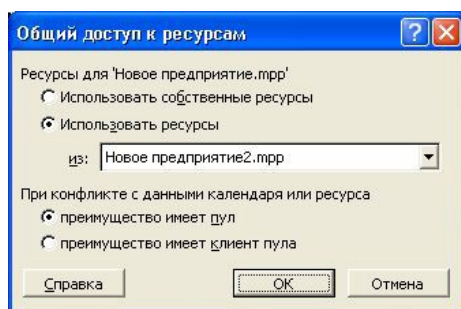 Общий доступ к ресурсам
Ресурсы для 'Новое предприятие.mpp'
Использовать собственные ресурсы
Использовать ресурсы
из: Новое предприятие2.mpp
При конфликте с данными календаря или ресурса
преимущество имеет пул
преимущество имеет клиент пула
Справка ОК Отмена